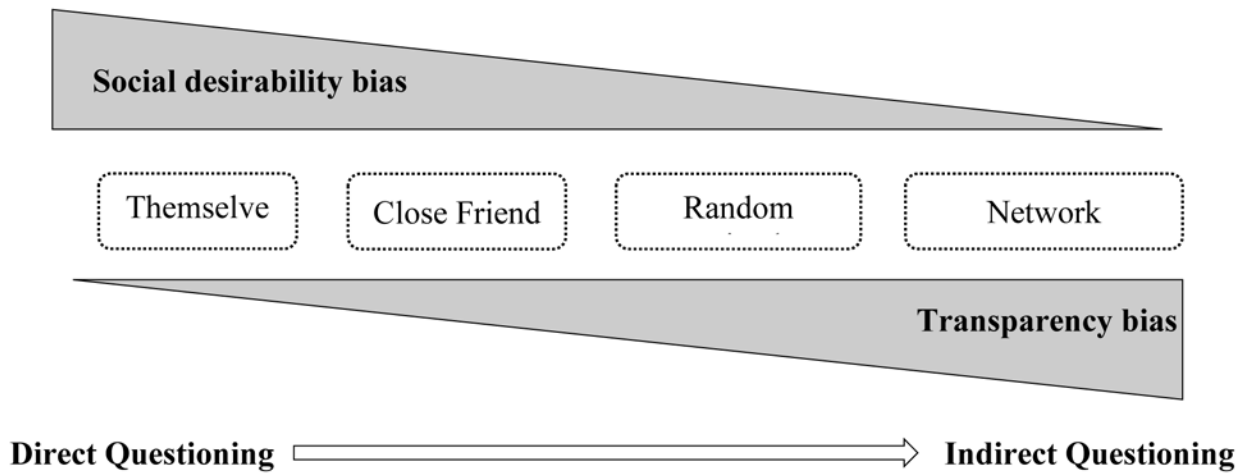 Social desirability bias
Themselve
Close Friend
Random
Network
Transparency bias
Direct Questioning
Indirect Questioning